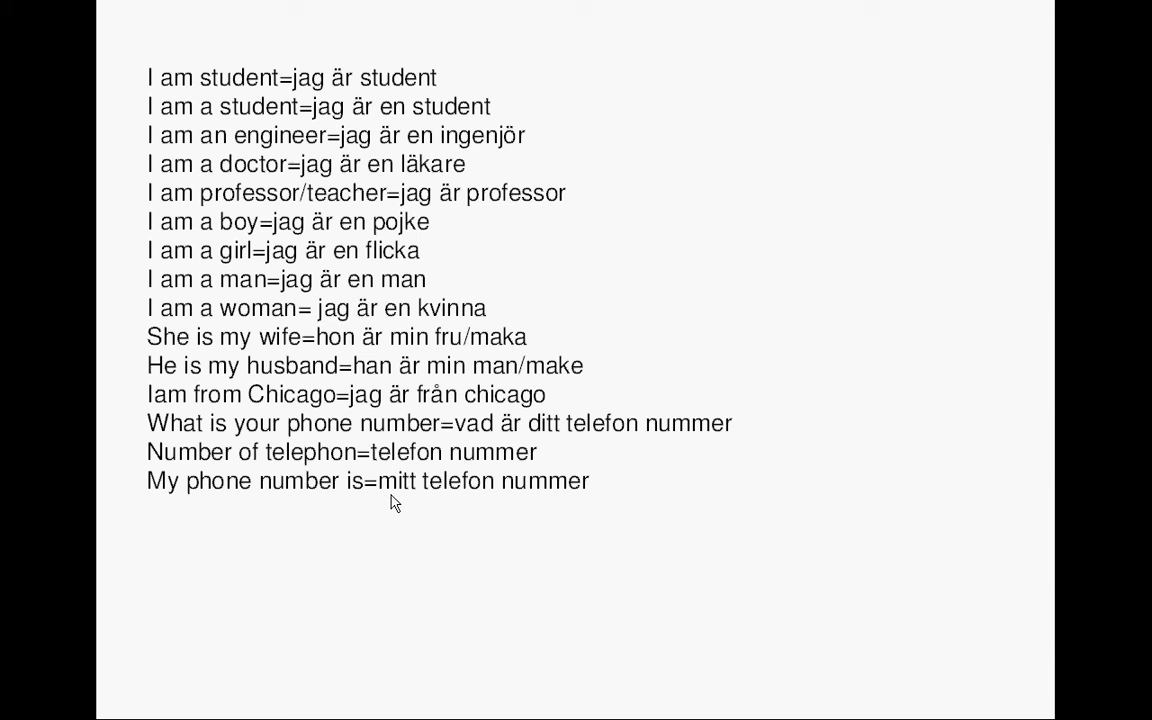 I am student=jag är student
I am a student=jag är en student
I am an engineer=jag är en ingenjör
I am a doctor=jag är en läkare
I am professor/teacher=jag är professor
I am a boy=jag är en pojke
I am a girl=jag är en flicka
I am a man=jag är en man
I am a woman= jag är en kvinna
She is my wife=hon är min fru/maka
He is my husband=han är min man/make
Iam from Chicago=jag är från chicago
What is your phone number=vad är ditt telefon nummer
Number of telephon=telefon nummer
My phone number is=mitt telefon nummer